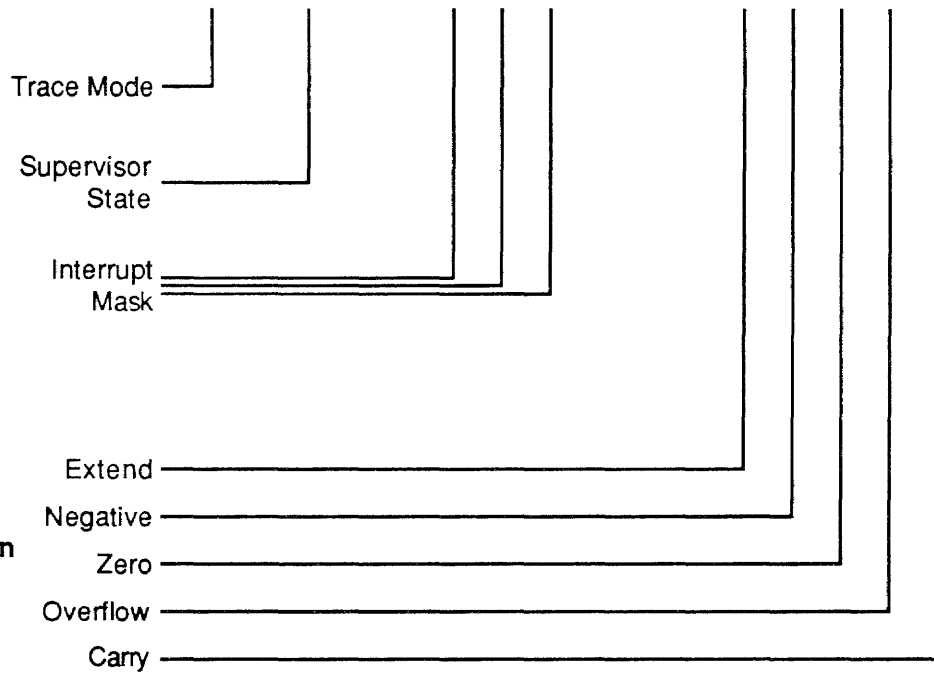 Trace Mode
Supervisor
State
Interrupt
Mask
Extend
Negative
n
Zero
Overflow
Carry